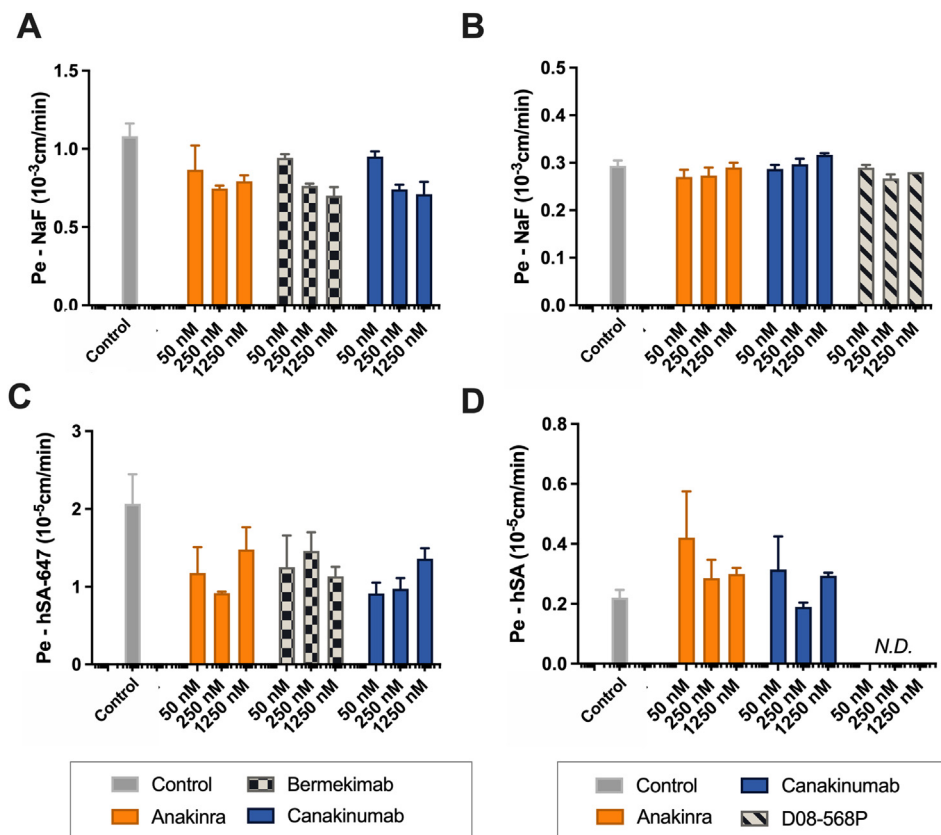 A
Pe - NaF (10-3cm/min)
1.5
1.0
0.5
0.0
Control
50 nM
250 nM
1250 nM
50 nM
250 nM
1250 nM
50 nM
250 nM
1250 nM
B
Pe - NaF (10-3cm/min)
0.5
0.4
0.3
0.2
0.1
0.0
Control
50 nM
250 nM
1250 nM
50 nM
250 nM
1250 nM
50 nM
250 nM
1250 nM
C
Pe - hSA-647 (10-5cm/min)
3
2
1
0
Control
50 nM
250 nM
1250 nM
50 nM
250 nM
1250 nM
50 nM
250 nM
1250 nM
D
Pe - hSA (10-5cm/min)
0.8
0.6
0.4
0.2
0.0
N.D.
Control
50 nM
250 nM
1250 nM
50 nM
250 nM
1250 nM
50 nM
250 nM
1250 nM
Control
Bermekimab
Anakinra
Canakinumab
Control
Canakinumab
Anakinra
D08-568P